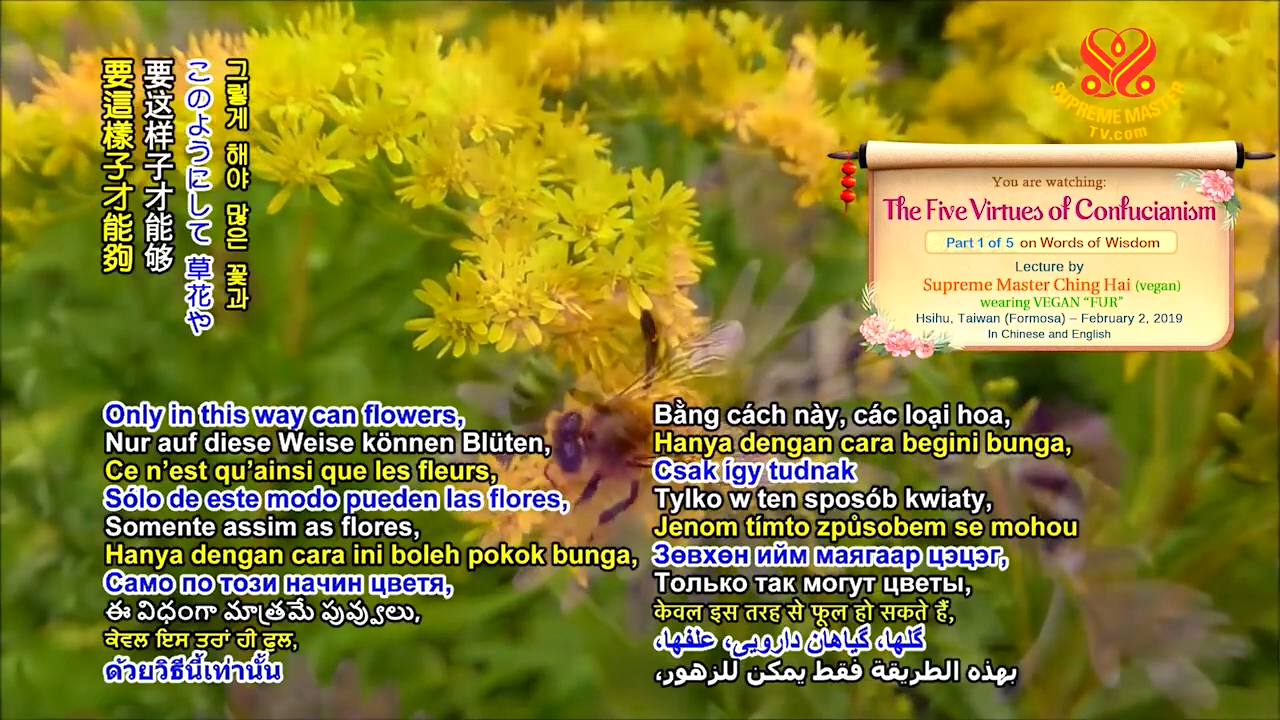 要這樣子才能夠
要这样子才能够
このようにして 草花や
그렇게 해야 많은 꽃과
SUPREME MASTER
TV.com
You are watching:
The Five Virtues of Confucianism
Part 1 of 5 on Words of Wisdom
Lecture by
Supreme Master Ching Hai (vegan)
wearing VEGAN “FUR”
Hsihu, Taiwan (Formosa) – February 2, 2019
In Chinese and English
Only in this way can flowers,
Nur auf diese Weise können Blüten,
Ce n’est qu’ainsi que les fleurs,
Sólo de este modo pueden las flores,
Somente assim as flores,
Hanya dengan cara ini boleh pokok bunga,
Само по този начин цветя,
ఈ విధంగా మాత్రమే పువ్వులు,
ਕੇਵਲ ਇਸ ਤਰਾਂ ਹੀ ਫੁਲ,
ด้วยวิธีนี้เท่านั้น
Bằng cách này, các loại hoa,
Hanya dengan cara begini bunga,
Csak így tudnak
Tylko w ten sposób kwiaty,
Jenom tímto způsobem se mohou
Зөвхөн ийм маягаар цэцэг,
Только так могут цветы,
केवल इस तरह से फूल हो सकते हैं,
گلها، گیاهان دارویی، علفها،
بهذه الطريقة فقط يمكن للزهور،